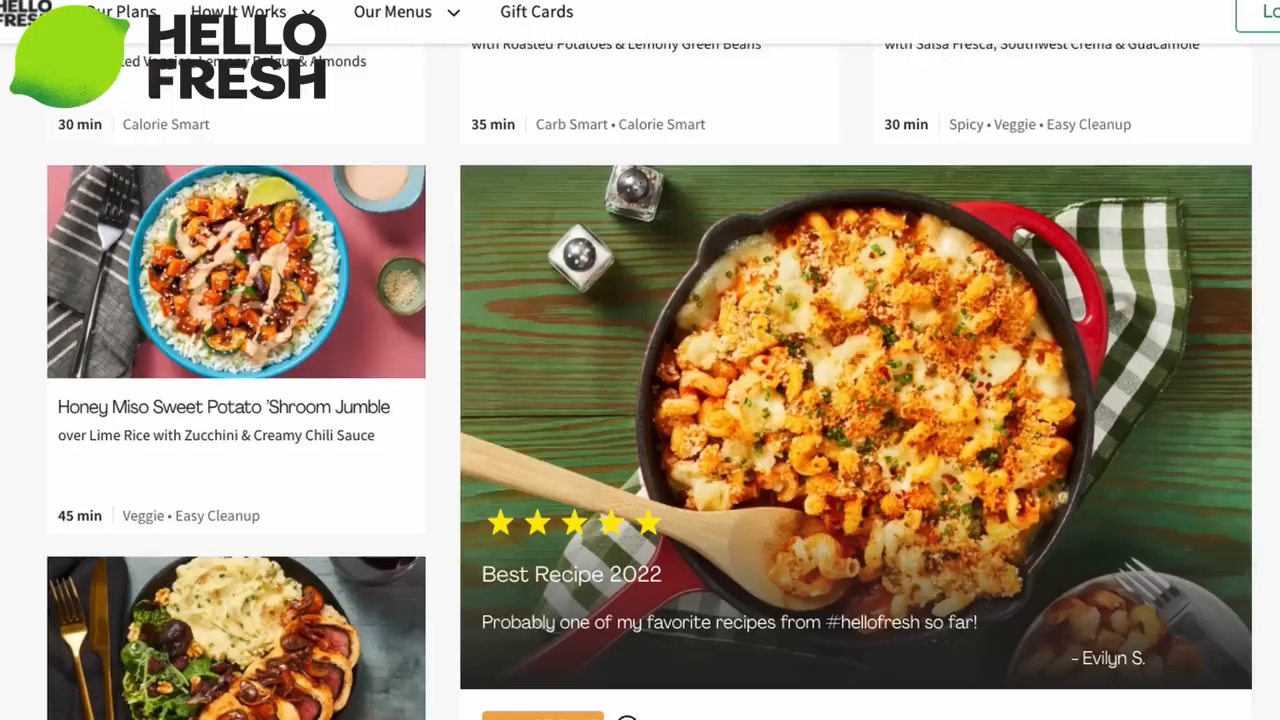 FRESH
Our Plans
How It Works
Our Menus
Gift Cards
HELLO
FRESH
Almonds
with Roasted Potatoes & Lemony Green Beans
with Salsa Fresca, Southwest Crema & Guacamole
30 min
Calorie Smart
35 min
Carb Smart • Calorie Smart
30 min
Spicy • Veggie • Easy Cleanup
Honey Miso Sweet Potato 'Shroom Jumble
over Lime Rice with Zucchini & Creamy Chili Sauce
45 min
Veggie • Easy Cleanup
Best Recipe 2022
Probably one of my favorite recipes from #hellofresh so far!
- Evilyn S.